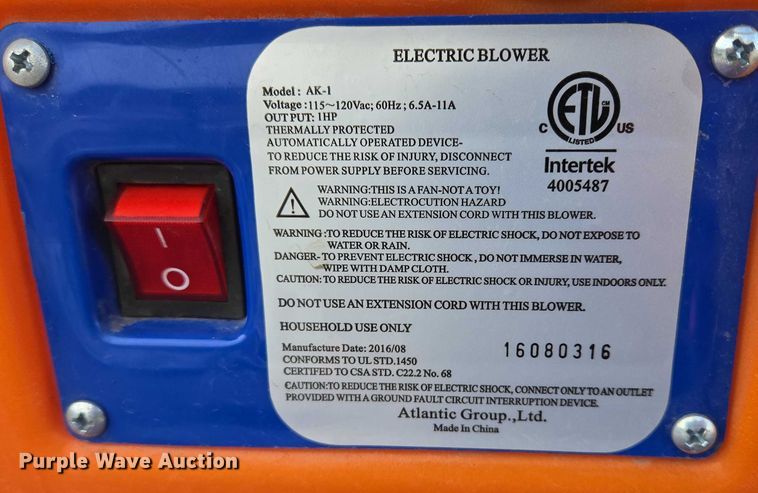 ELECTRIC BLOWER
Model: AK-1
Voltage :115~120Vac; 60Hz ; 6.5A-11A
OUT PUT: 1HP
THERMALLY PROTECTED
AUTOMATICALLY OPERATED DEVICE-
TO REDUCE THE RISK OF INJURY, DISCONNECT
FROM POWER SUPPLY BEFORE SERVICING.
ETL CM
C US
LISTED
Intertek
4005487
WARNING:THIS IS A FAN-NOT A TOY!
WARNING:ELECTROCUTION HAZARD
DO NOT USE AN EXTENSION CORD WITH THIS BLOWER.
WARNING :TO REDUCE THE RISK OF ELECTRIC SHOCK, DO NOT EXPOSE TO
WATER OR RAIN.
DANGER- TO PREVENT ELECTRIC SHOCK , DO NOT IMMERSE IN WATER,
WIPE WITH DAMP CLOTH.
CAUTION: TO REDUCE THE RISK OF ELECTRIC SHOCK OR INJURY, USE INDOORS ONLY.
DO NOT USE AN EXTENSION CORD WITH THIS BLOWER.
HOUSEHOLD USE ONLY
Manufacture Date: 2016/08
16080316
CONFORMS TO UL STD.1450
CERTIFED TO CSA STD. C22.2 No. 68
CAUTION:TO REDUCE THE RISK OF ELECTRIC SHOCK, CONNECT ONLY TO AN OUTLET
PROVIDED WITH A GROUND FAULT CIRCUIT INTERRUPTION DEVICE.
Atlantic Group.,Ltd.
Made In China
I
O
Purple Wave Auction